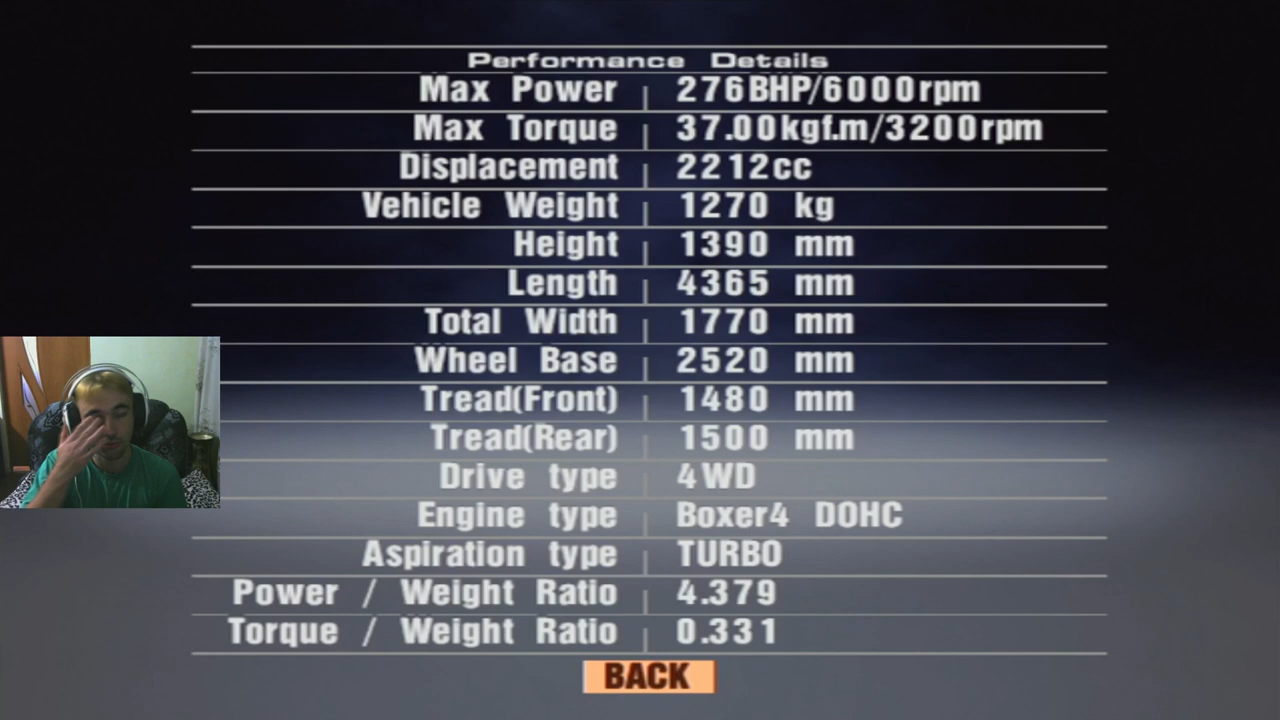 Performance Details
Max Power 276BHP/6000rpm
Max Torque 37.00kgf.m/3200rpm
Displacement 2212cc
Vehicle Weight 1270 kg
Height 1390 mm
Length 4365 mm
Total Width 1770 mm
Wheel Base 2520 mm
Tread(Front) 1480 mm
Tread(Rear) 1500 mm
Drive type 4WD
Engine type Boxer4 DOHC
Aspiration type TURBO
Power / Weight Ratio 4.379
Torque / Weight Ratio 0.331
BACK